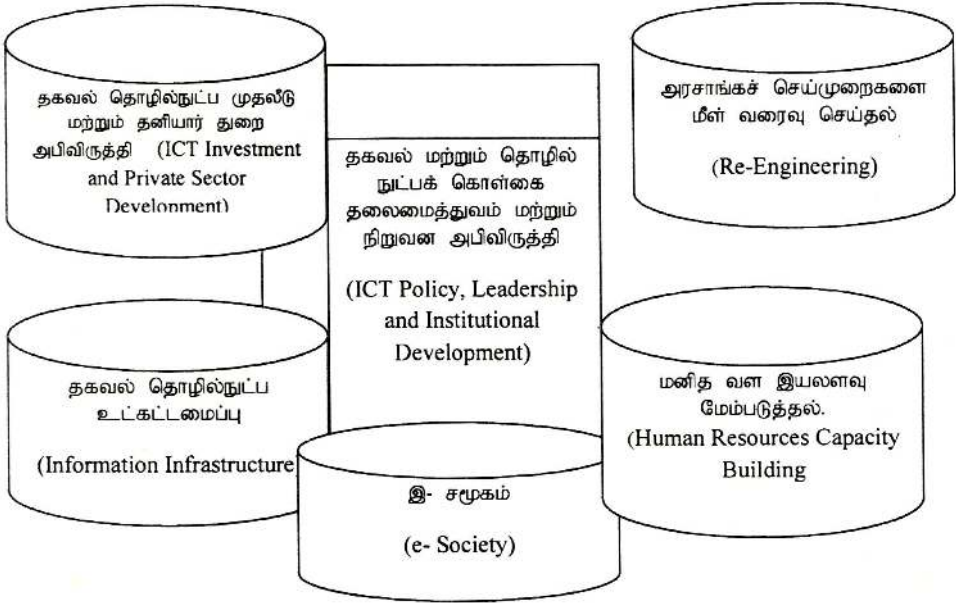 தகவல் தொழில்நுட்ப முதலீடு
மற்றும் தனியார் துறை
அபிவிருத்தி (ICT Investment
and Private Sector
Development)
அரசாங்கச் செய்முறைகளை
மீள் வரைவு செய்தல்
(Re-Engineering)
தகவல் மற்றும் தொழில்
நுட்பக் கொள்கை
தலைமைத்துவம் மற்றும்
நிறுவன அபிவிருத்தி
(ICT Policy, Leadership
and Institutional
Development)
தகவல் தொழில்நுட்ப
உட்கட்டமைப்பு
(Information Infrastructure
மனித வள இயலளவு
மேம்படுத்தல்.
(Human Resources Capacity
Building
இ- சமூகம்
(e- Society)